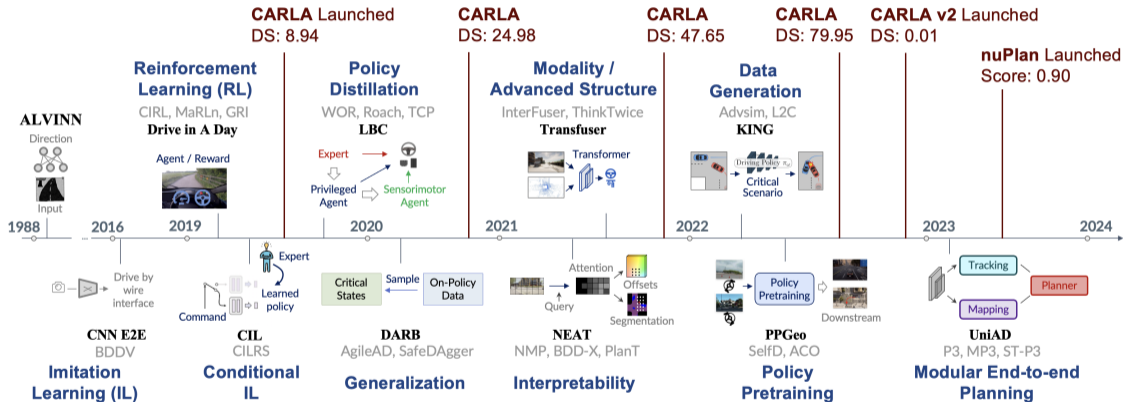 CARLA Launched
DS: 8.94
CARLA
DS: 24.98
CARLA
DS: 47.65
CARLA
DS: 79.95
CARLA v2 Launched
DS: 0.01
nuPlan Launched
Score: 0.90
ALVINN
Direction
Input
Reinforcement
Learning (RL)
CIRL, MaRLn, GRI
Drive in A Day
Agent / Reward
Policy
Distillation
WOR, Roach, TCP
LBC
Expert
Privileged
Agent
Sensorimotor
Agent
Modality /
Advanced Structure
InterFuser, ThinkTwice
Transfuser
Transformer
Data
Generation
Advsim, L2C
KING
Driving Policy π
Critical
Scenario
1988
...
2016
2019
2020
2021
2022
2023
2024
Drive by
wire
interface
CNN E2E
BDDV
Imitation
Learning (IL)
Expert
Learned
policy
Command
CIL
CILRS
Conditional
IL
Critical
States
Sample
On-Policy
Data
DARB
AgileAD, SafeDAgger
Generalization
Attention
Query
Offsets
Segmentation
NEAT
NMP, BDD-X, PlanT
Interpretability
Policy
Pretraining
Downstream
PPGeo
SelfD, ACO
Policy
Pretraining
Tracking
Mapping
Planner
UniAD
P3, MP3, ST-P3
Modular End-to-end
Planning